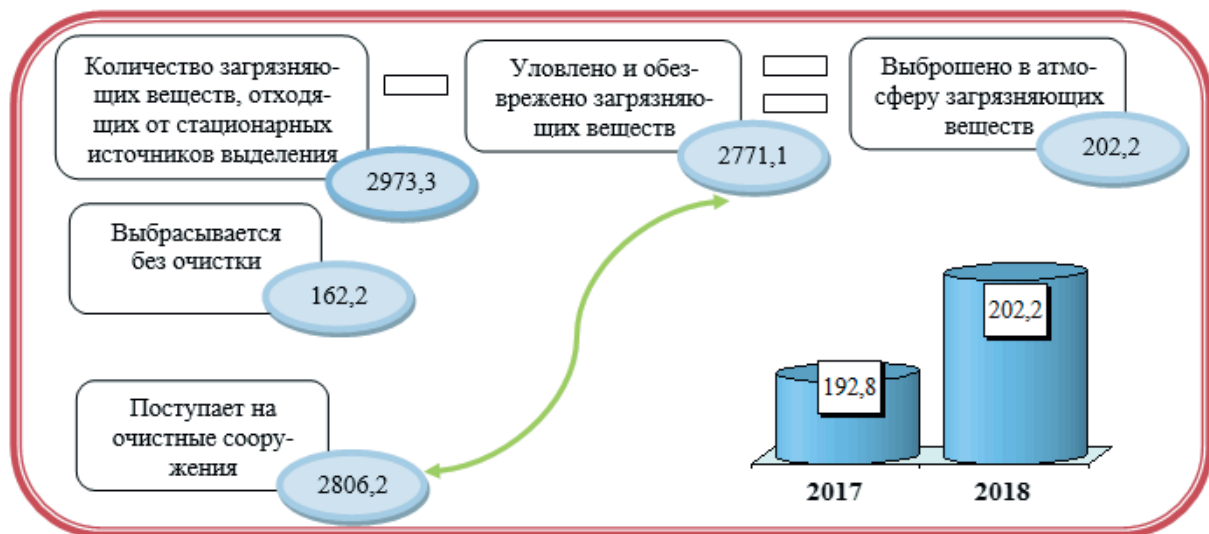 Количество загрязняю-
щих веществ, отходя-
щих от стационарных
источников выделения
2973,3
Уловлено и обез-
врежено загрязняю-
щих веществ
2771,1
Выброшено в атмо-
сферу загрязняющих
веществ
202,2
Выбрасывается
без очистки
162,2
Поступает на
очистные соору-
жения
2806,2
192,8
202,2
2017
2018